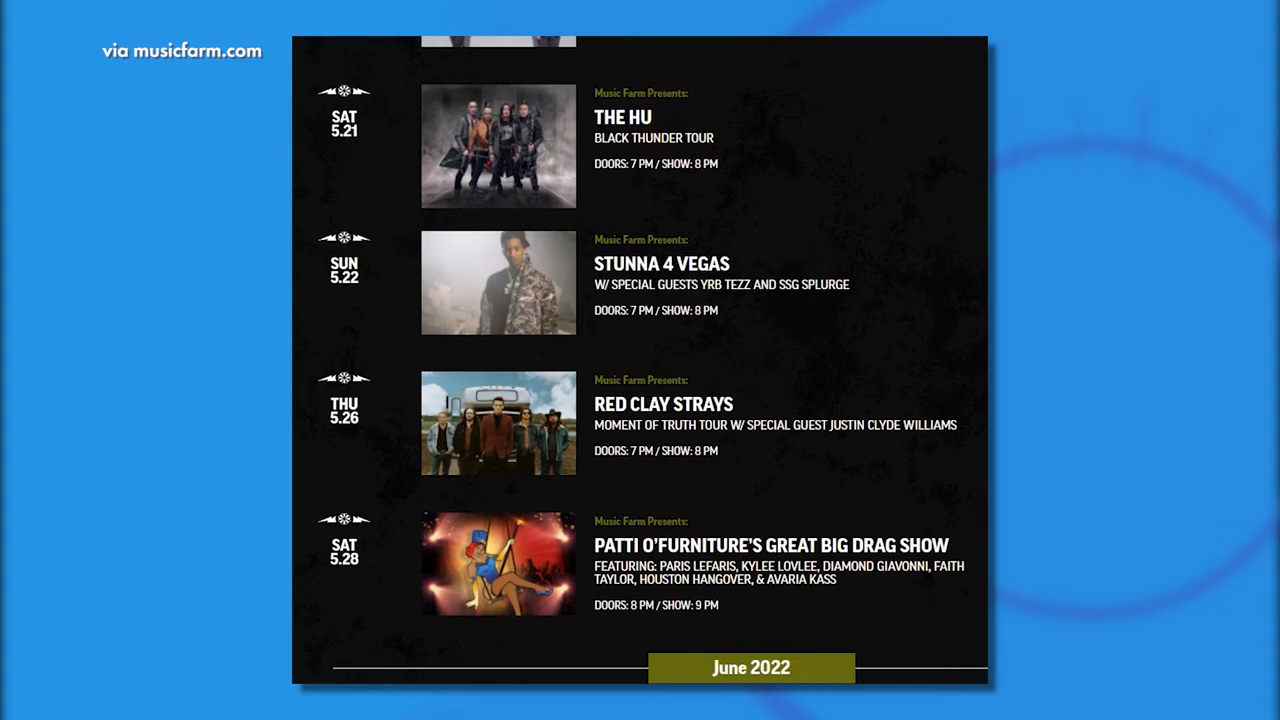 via musicfarm.com
SAT
5.21
Music Farm Presents:
THE HU
BLACK THUNDER TOUR
DOORS: 7 PM / SHOW: 8 PM
SUN
5.22
Music Farm Presents:
STUNNA 4 VEGAS
W/ SPECIAL GUESTS YRB TEZZ AND SSG SPLURGE
DOORS: 7 PM / SHOW: 8 PM
THU
5.26
Music Farm Presents:
RED CLAY STRAYS
MOMENT OF TRUTH TOUR W/ SPECIAL GUEST JUSTIN CLYDE WILLIAMS
DOORS: 7 PM / SHOW: 8 PM
SAT
5.28
Music Farm Presents:
PATTI O'FURNITURE'S GREAT BIG DRAG SHOW
FEATURING: PARIS LEFARIS, KYLEE LOVLEE, DIAMOND GIAVONNI, FAITH
TAYLOR, HOUSTON HANGOVER, & AVARIA KASS
DOORS: 8 PM / SHOW: 9 PM
June 2022